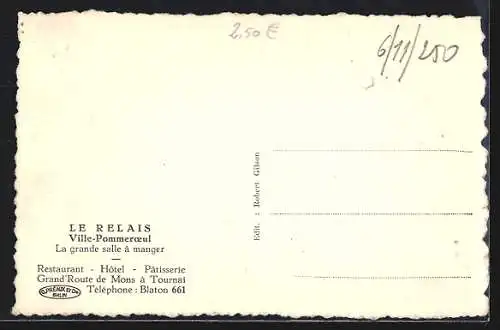 2,50 €
6/11/250
Edit. : Robert Gilson
LE RELAIS
Ville-Pommerœul
La grande salle à manger
Restaurant - Hôtel - Pâtisserie
Grand'Route de Mons à Tournai
Téléphone : Blaton 661